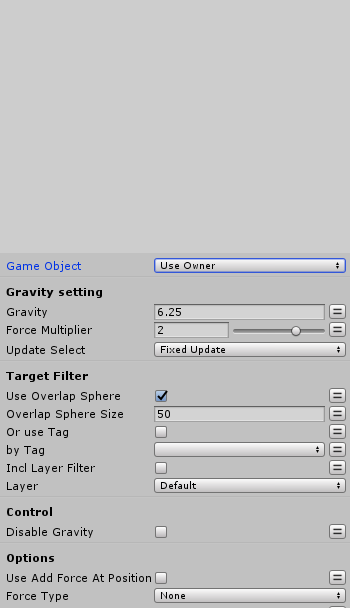 Game Object Use Owner
Gravity setting
Gravity 6.25
Force Multiplier 2
Update Select Fixed Update
Target Filter
Use Overlap Sphere
Overlap Sphere Size 50
Or use Tag
by Tag
Incl Layer Filter
Layer Default
Control
Disable Gravity
Options
Use Add Force At Position
Force Type None